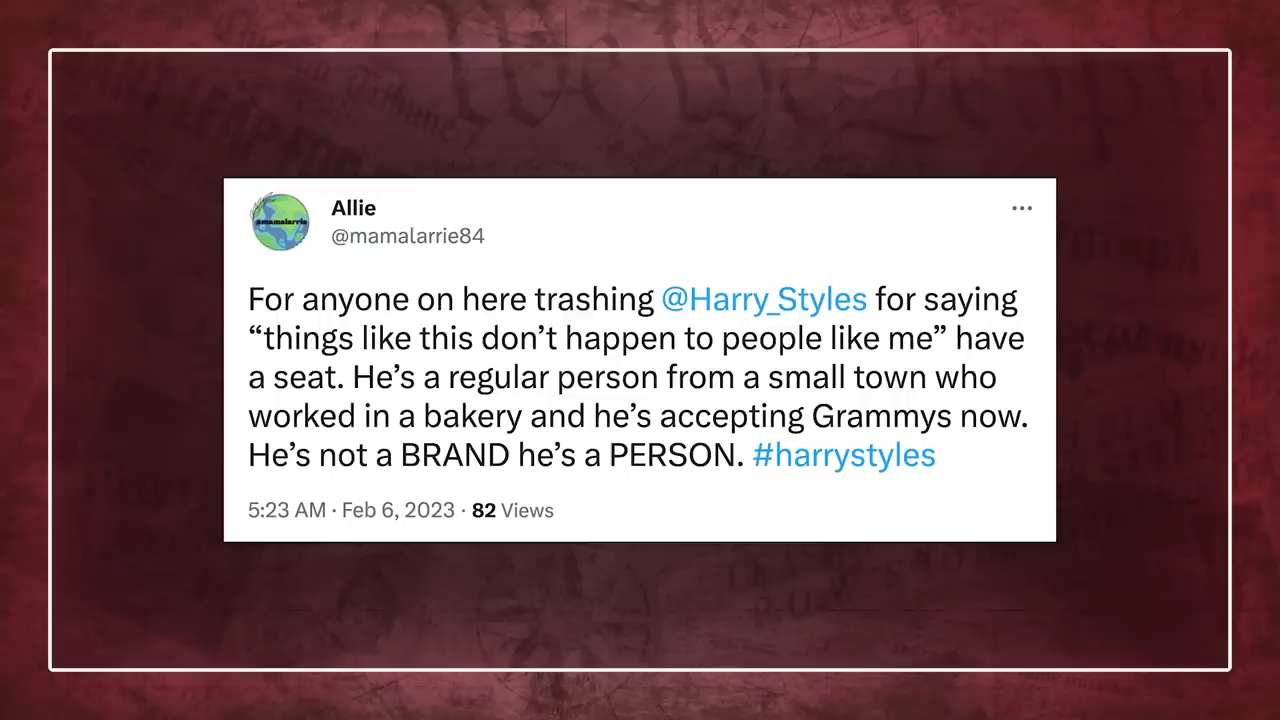 Allie
@mamalarrie84
For anyone on here trashing @Harry_Styles for saying
“things like this don’t happen to people like me” have
a seat. He’s a regular person from a small town who
worked in a bakery and he’s accepting Grammys now.
He’s not a BRAND he’s a PERSON. #harrystyles
5:23 AM · Feb 6, 2023 · 82 Views